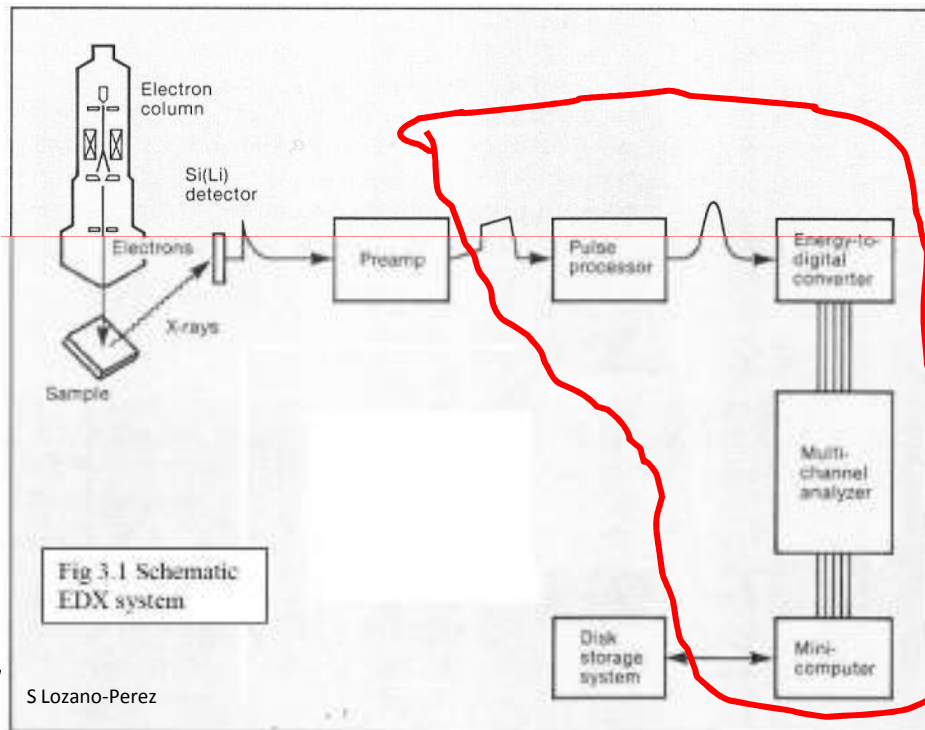 Electron
column
Si(Li)
detector
Electrons
Preamp
Pulse
processor
Energy-to-
digital
converter
X-rays
Sample
Multi-
channel
analyzer
Fig 3.1 Schematic
EDX system
Disk
storage
system
Mini-
computer
S Lozano-Perez